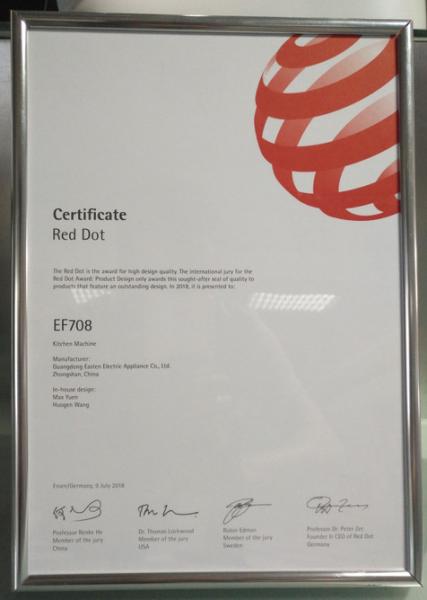 Certificate
Red Dot
The Red Dot is the award for high design quality. The international jury for the
Red Dot Award: Product Design only awards this sought-after seal of quality to
products that feature an outstanding design. In 2018, it is presented to:
EF708
Kitchen Machine
Manufacturer:
Guangdong Easten Electric Appliance Co., Ltd.
Zhongshan, China
In-house design:
Max Yuen
Huogen Wang
Essen/Germany, 9 July 2018
Professor Renke He
Member of the jury
China
Dr. Thomas Lockwood
Member of the jury
USA
Robin Edman
Member of the jury
Sweden
Professor Dr. Peter Zec
Founder & CEO of Red Dot
Germany